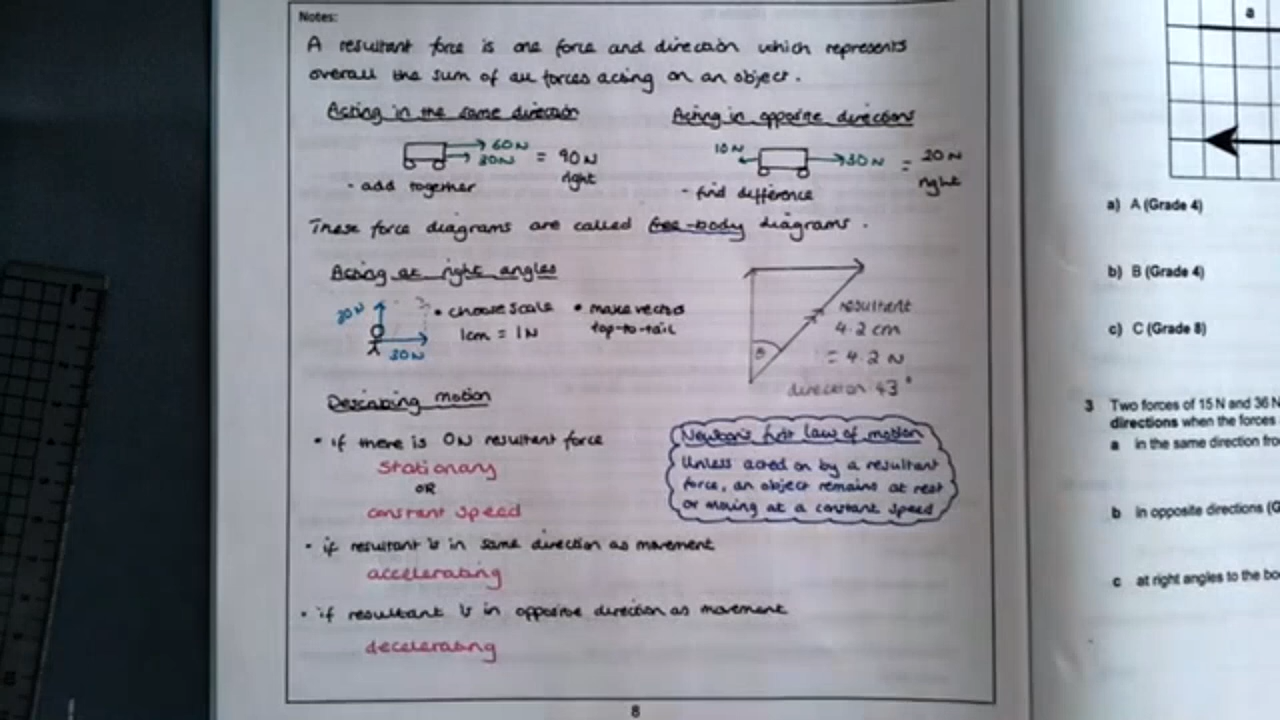 Notes:
A resultant force is one force and direction which represents
overall the sum of all forces acting on an object.
Acting in the same direction
60N
30N
= 90N
right
- add together
Acting in opposite directions
10N
30N
= 20N
right
- find difference
These force diagrams are called free-body diagrams.
Acting at right angles
30N
30N
• choose scale
1cm = 1N
• make vectors
top-to-tail
θ
resultant
4.2 cm
= 4.2 N
direction 43°
Describing motion
• if there is 0N resultant force
stationary
OR
constant speed
• if resultant is in same direction as movement
accelerating
• if resultant is in opposite direction as movement
decelerating
Newton's first law of motion
Unless acted on by a resultant
force, an object remains at rest
or moving at a constant speed
8
a
a) A (Grade 4)
b) B (Grade 4)
c) C (Grade 8)
3 Two forces of 15 N and 36 N
directions when the forces
a in the same direction fro
b in opposite directions (G
c at right angles to the bo